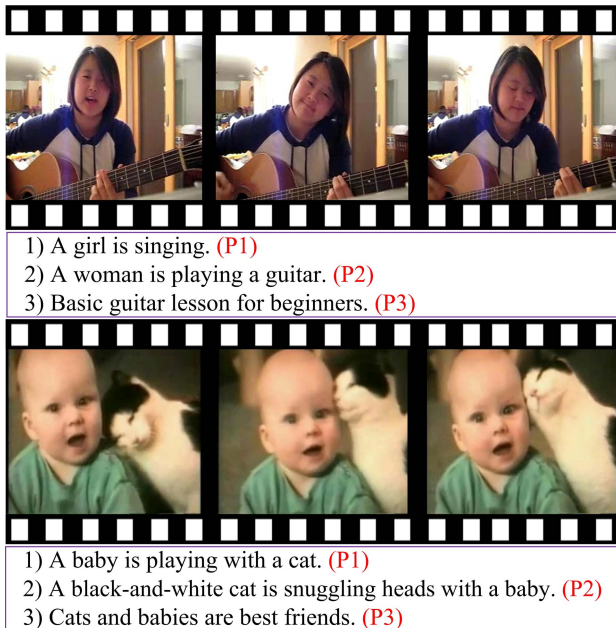 1) A girl is singing. (P1)
2) A woman is playing a guitar. (P2)
3) Basic guitar lesson for beginners. (P3)
1) A baby is playing with a cat. (P1)
2) A black-and-white cat is snuggling heads with a baby. (P2)
3) Cats and babies are best friends. (P3)